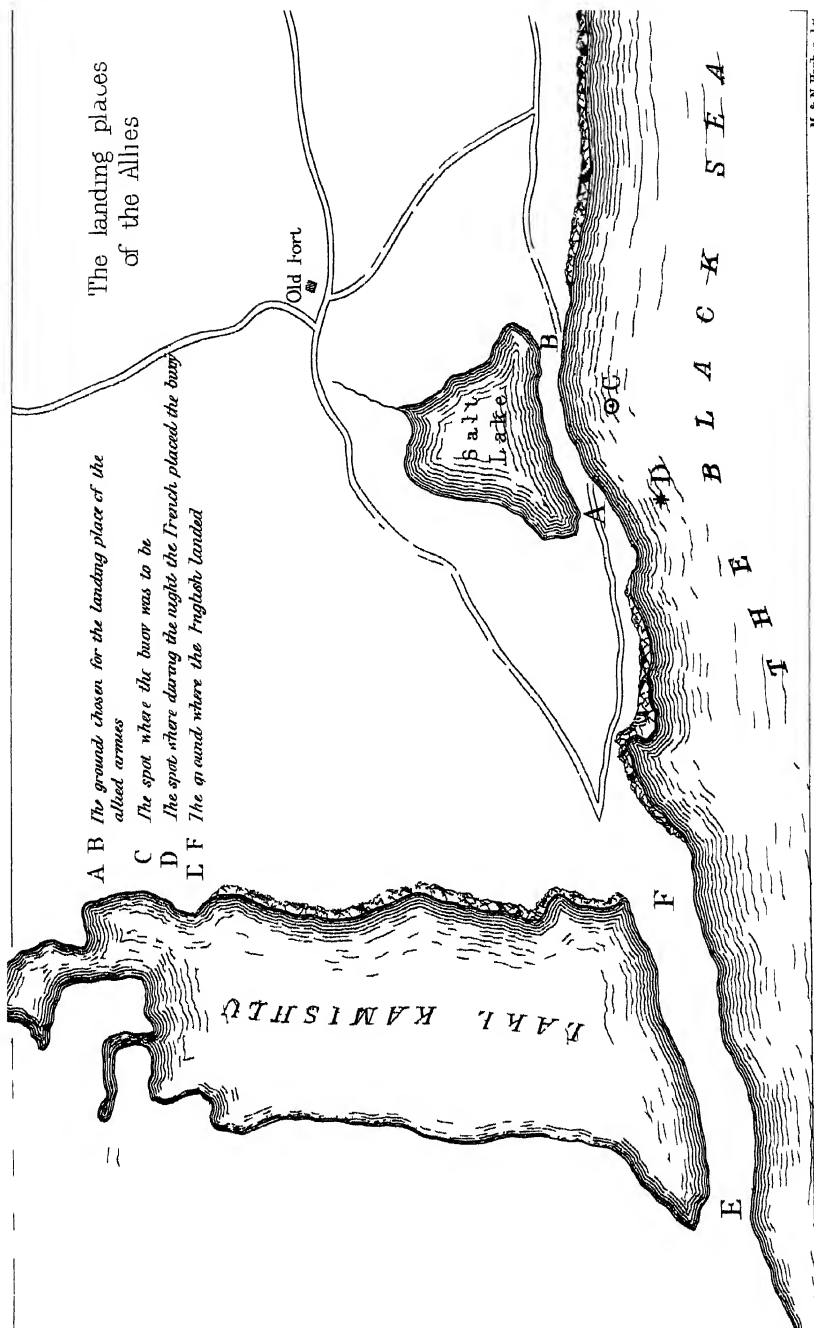 The landing places
of the Allies
A B The ground chosen for the landing place of the
allied armies
C The spot where the buoy was to be
D The spot where during the night the French placed the buoy
E F The ground where the English landed
Old Fort
Salt
Lake
B
A
C
D
THE BLACK SEA
LAKE KAMISHLU
F
E